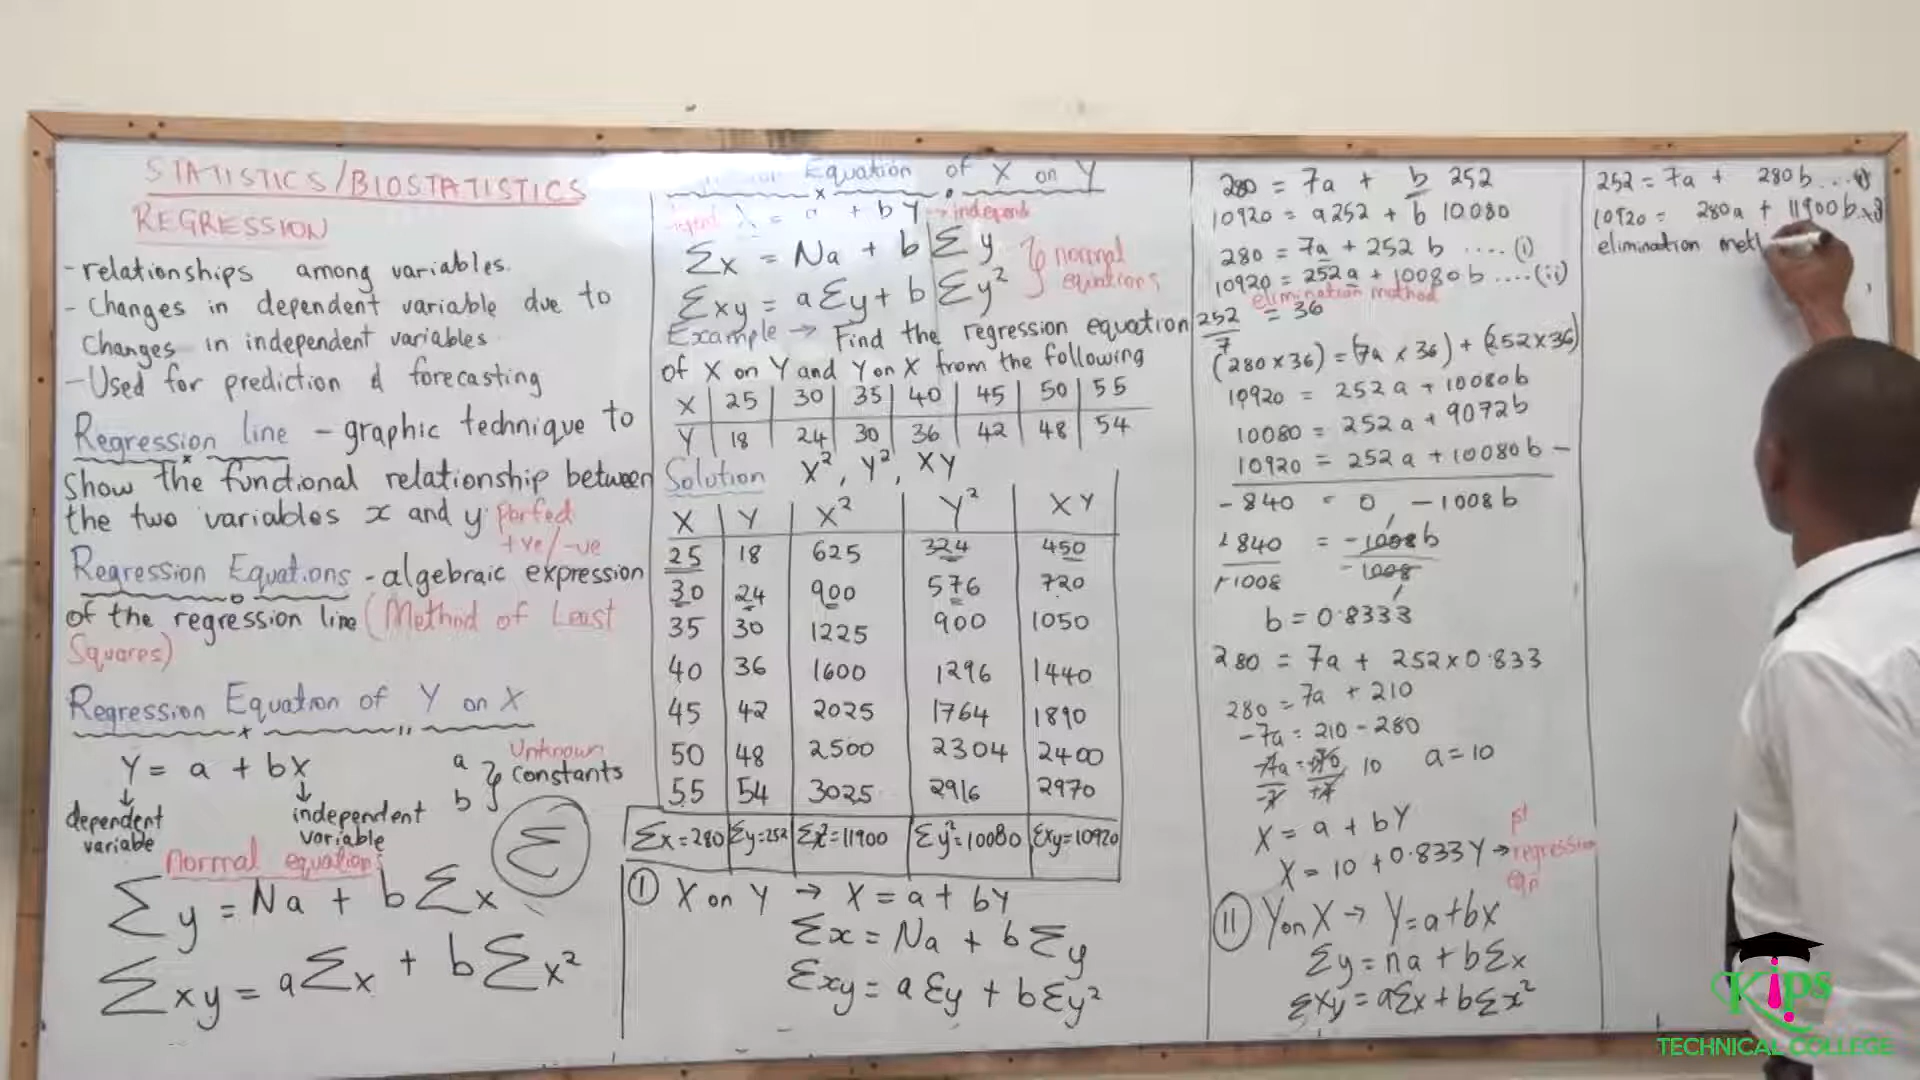 STATISTICS/BIOSTATISTICS
REGRESSION
- relationships among variables.
- Changes in dependent variable due to
changes in independent variables
- Used for prediction & forecasting
Regression line - graphic technique to
show the functional relationship between
the two variables x and y. perfect
+ve/-ve
Regression Equations - algebraic expression
of the regression line (Method of Least
Squares)
Regression Equation of Y on X
Y = a + bx
a
b
Unknown
constants
dependent
variable
independent
variable
normal equations
Σy = Na + bΣx
Σxy = aΣx + bΣx²
Σ
Equation of X on Y
= a + bY → independ
Σx = Na + bΣy
Σxy = aΣy + bΣy²
normal
equations
Example → Find the regression equation
of X on Y and Y on X from the following
X | 25 | 30 | 35 | 40 | 45 | 50 | 55
Y | 18 | 24 | 30 | 36 | 42 | 48 | 54
Solution X², Y², XY
X | Y | X² | Y² | XY
25 | 18 | 625 | 324 | 450
30 | 24 | 900 | 576 | 720
35 | 30 | 1225 | 900 | 1050
40 | 36 | 1600 | 1296 | 1440
45 | 42 | 2025 | 1764 | 1890
50 | 48 | 2500 | 2304 | 2400
55 | 54 | 3025 | 2916 | 2970
Σx=280 | Σy=252 | Σx²=11900 | Σy²=10080 | Σxy=10920
I X on Y → X = a + bY
Σx = Na + bΣy
Σxy = aΣy + bΣy²
280 = 7a + b 252
10920 = a252 + b 10080
280 = 7a + 252 b ....(i)
10920 = 252a + 10080b ....(ii)
elimination method
252/7 = 36
(280×36) = (7a × 36) + (252×36)
10920 = 252a + 10080b
10080 = 252a + 9072b
10920 = 252a + 10080b -
-840 = 0, -1008b
-840/-1008 = -1008b/-1008
b = 0.8333
280 = 7a + 252×0.833
280 = 7a + 210
-7a = 210 - 280
10 a = 10
X = a + bY
X = 10 + 0.833Y → regression
II Y on X → Y = a+bx
Σy = na + bΣx
Σxy = aΣx + bΣx²
252 = 7a + 280b
10920 = 280a + 11900b
elimination met
Kips
TECHNICAL COLLEGE